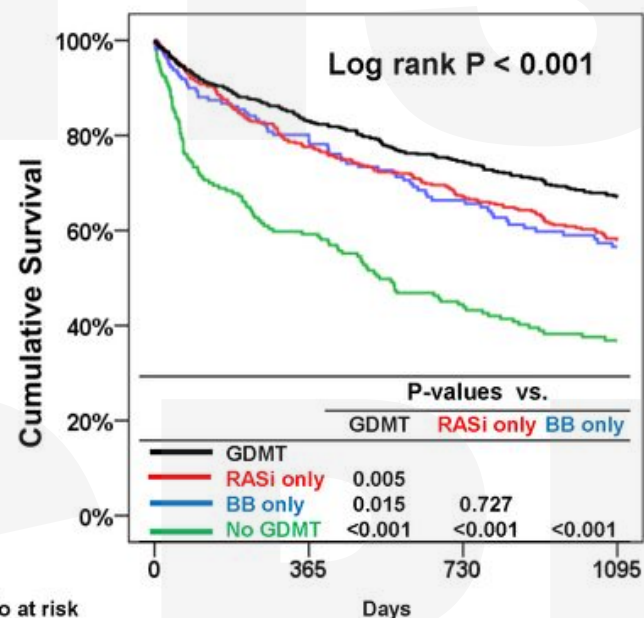 100%
Log rank P < 0.001
80%
60%
40%
20%
0%
Cumulative Survival
P-values vs.
GDMT RASi only BB only
GDMT
RASi only 0.005
BB only 0.015 0.727
No GDMT <0.001 <0.001 <0.001
0 365 730 1095
o at risk Days